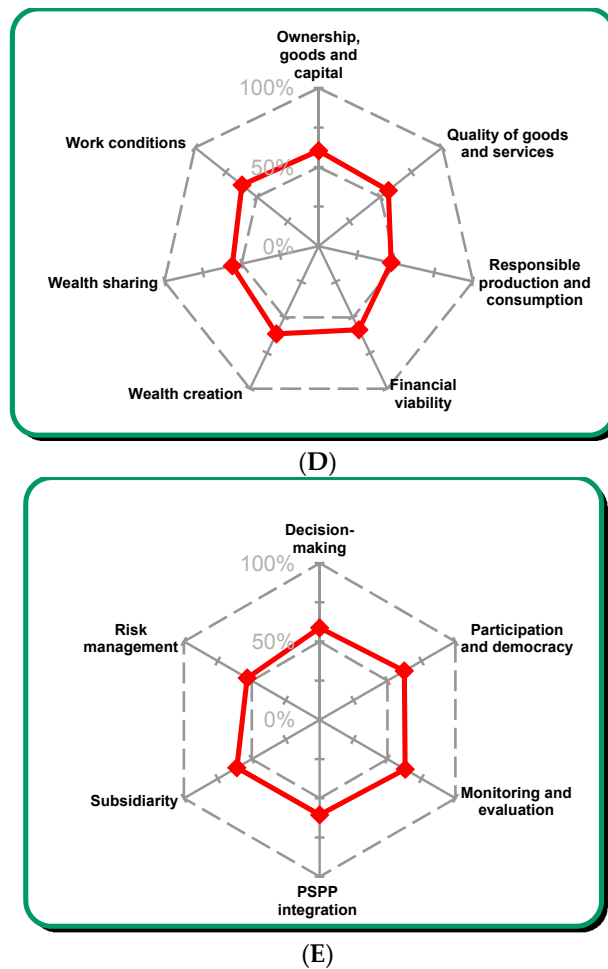 Ownership,
goods and
capital
100%
Work conditions
Quality of goods
and services
50%
0%
Wealth sharing
Responsible
production and
consumption
Wealth creation
Financial
viability
(D)
Decision-
making
100%
Risk
management
Participation
and democracy
50%
0%
Subsidiarity
Monitoring and
evaluation
PSPP
integration
(E)